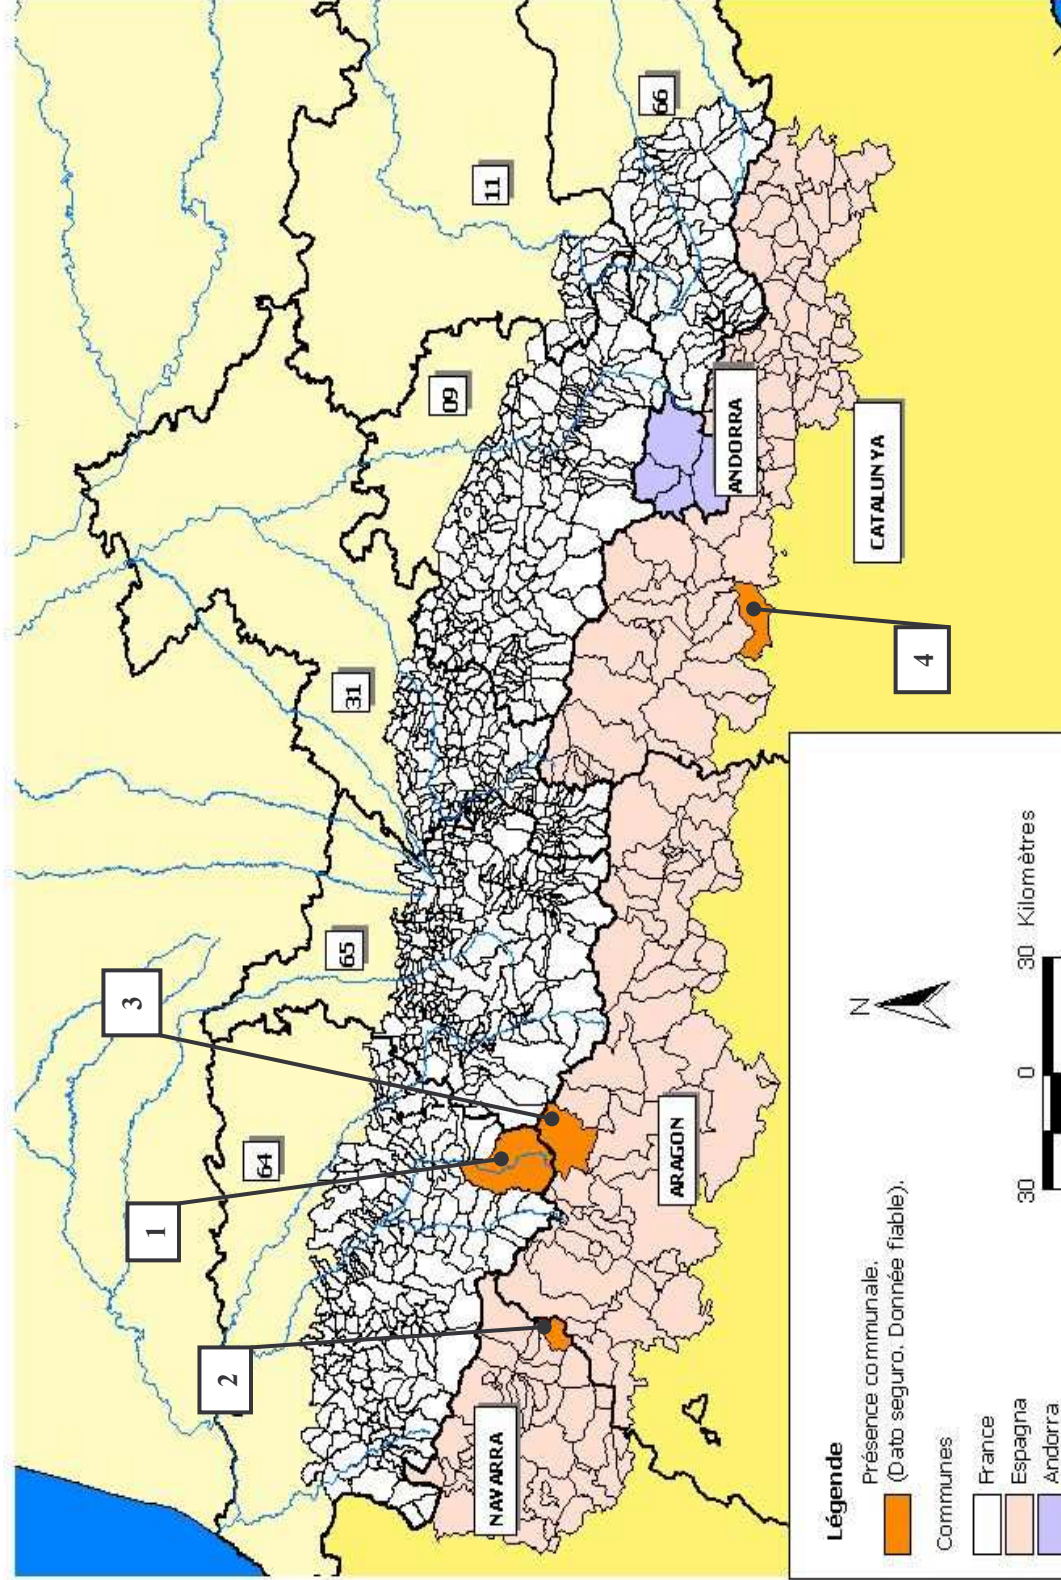 3
1
2
4
64
65
31
09
11
66
NAVARRA
ARAGON
ANDORRA
CATALUNYA
N
30 0 30 Kilomètres
Légende
Présence communale.
(Dato seguro. Donnée fiable).
Communes
France
Espagna
Andorra